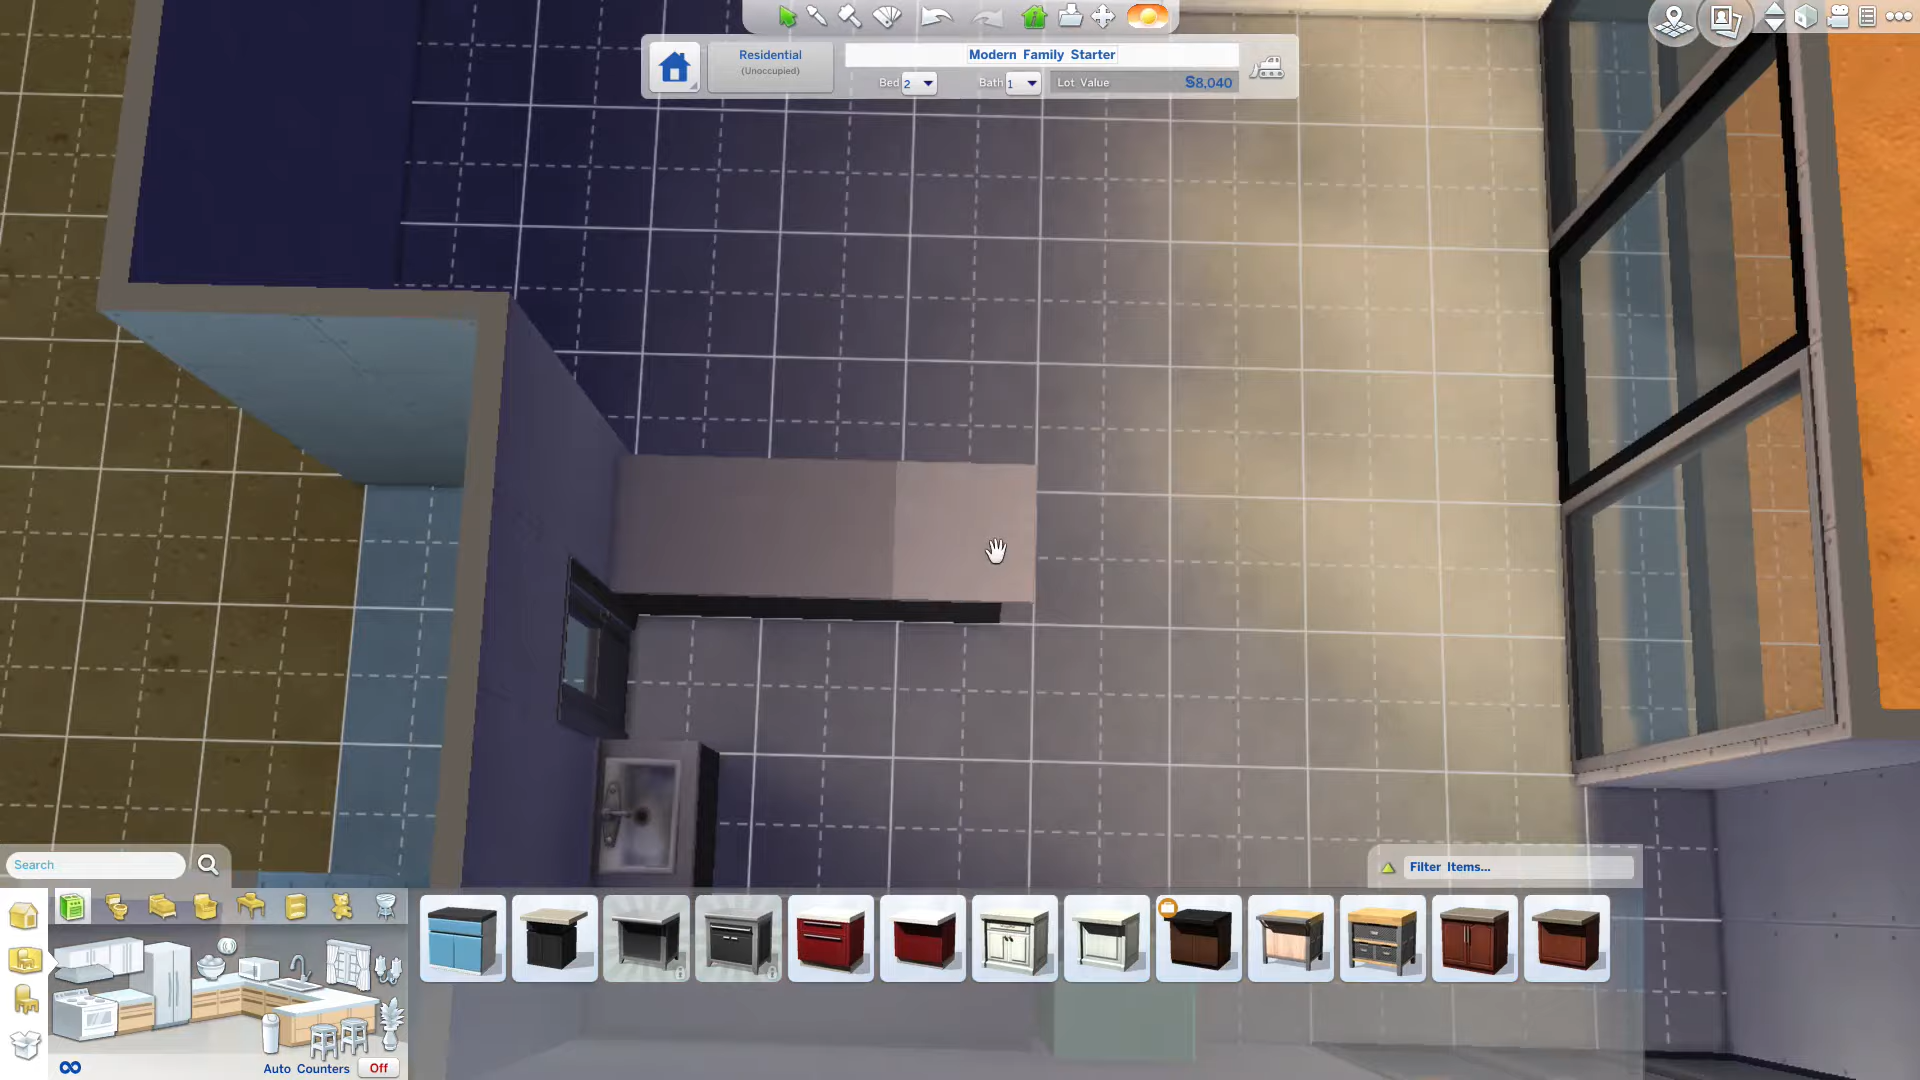 Residential
(Unoccupied)
Modern Family Starter
Bed 2
Bath 1
Lot Value
§8,040
Search
Filter Items...
Auto Counters
Off